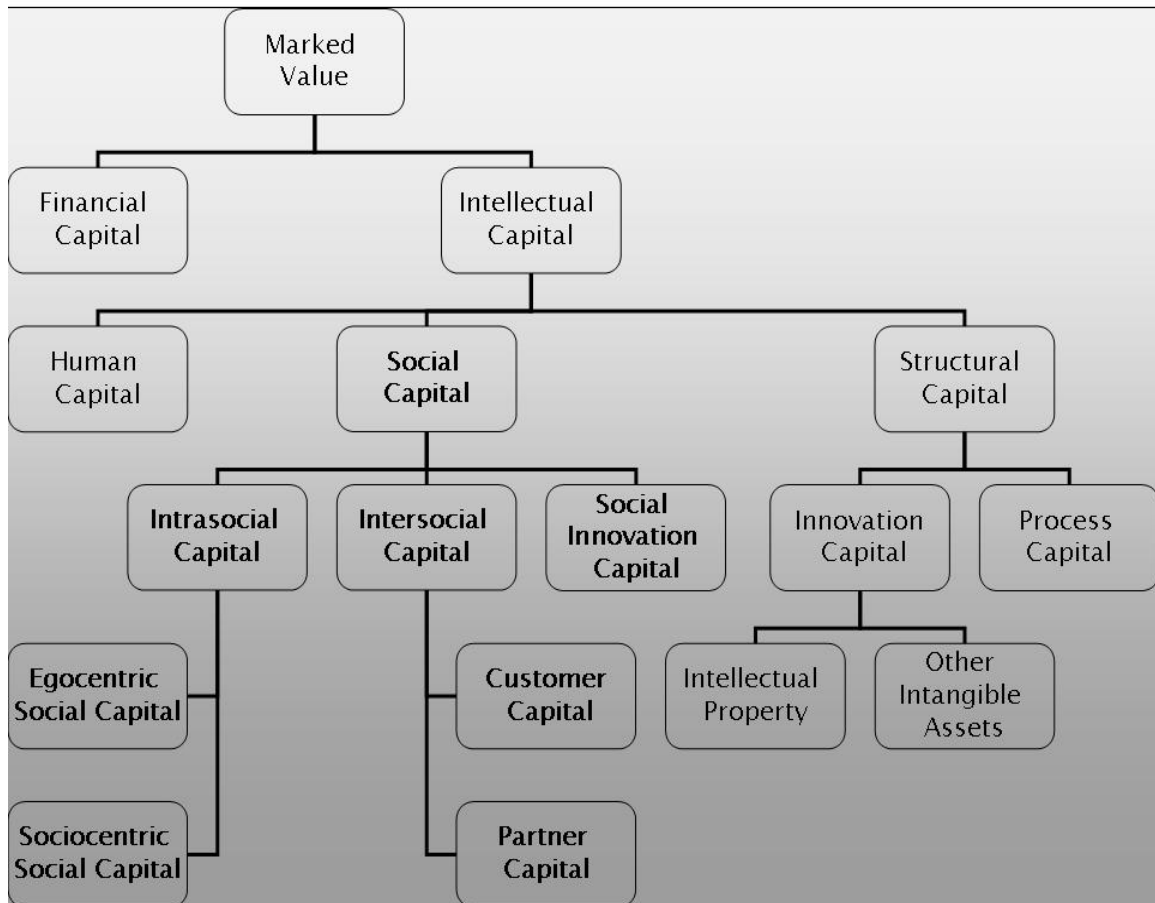 Marked
Value
Financial
Capital
Intellectual
Capital
Human
Capital
Social
Capital
Structural
Capital
Intrasocial
Capital
Intersocial
Capital
Social
Innovation
Capital
Innovation
Capital
Process
Capital
Egocentric
Social Capital
Customer
Capital
Intellectual
Property
Other
Intangible
Assets
Sociocentric
Social Capital
Partner
Capital